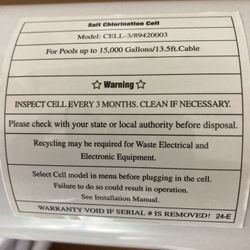 Salt Chlorination Cell
Model: CELL-3/89420003
For Pools up to 15,000 Gallons/13.5ft.Cable
☆ Warning ☆
INSPECT CELL EVERY 3 MONTHS. CLEAN IF NECESSARY.
Please check with your state or local authority before disposal.
Recycling may be required for Waste Electrical and
Electronic Equipment.
Select Cell model in menu before plugging in the cell.
Failure to do so could result in operation.
See Installation Manual.
WARRANTY VOID IF SERIAL # IS REMOVED! 24-E